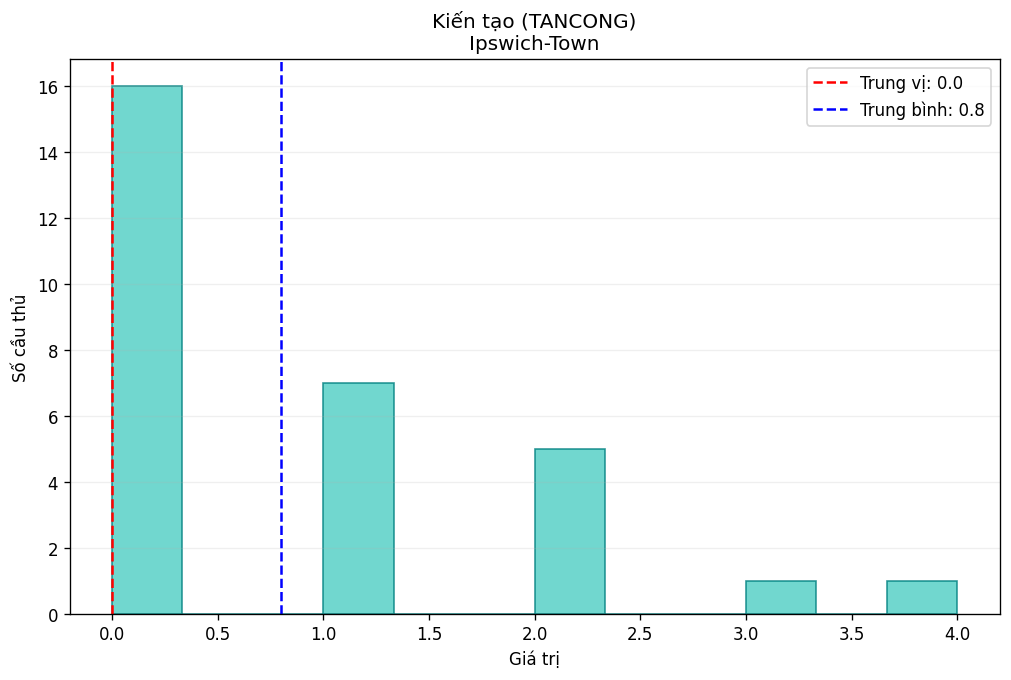 Kiến tạo (TANCONG)
Ipswich-Town
Trung vị: 0.0
Trung bình: 0.8
Số cầu thủ
16
14
12
10
8
6
4
2
0
0.0 0.5 1.0 1.5 2.0 2.5 3.0 3.5 4.0
Giá trị